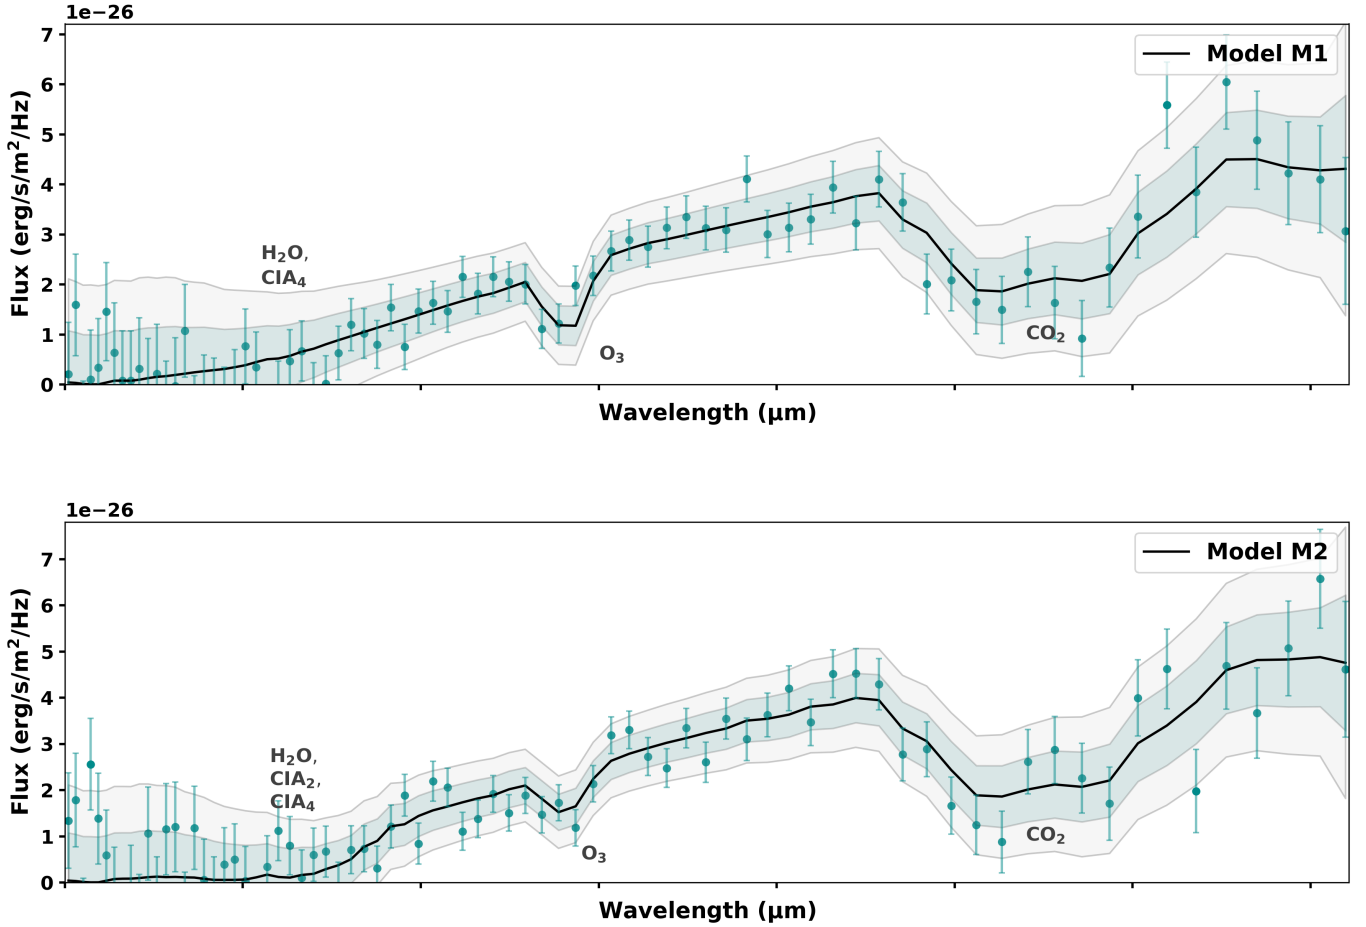 1e−26
7
6
5
4
3
2
1
0
Flux (erg/s/m²/Hz)
Model M1
H₂O,
CIA₄
O₃
CO₂
Wavelength (μm)
1e−26
7
6
5
4
3
2
1
0
Flux (erg/s/m²/Hz)
Model M2
H₂O,
CIA₂,
CIA₄
O₃
CO₂
Wavelength (μm)